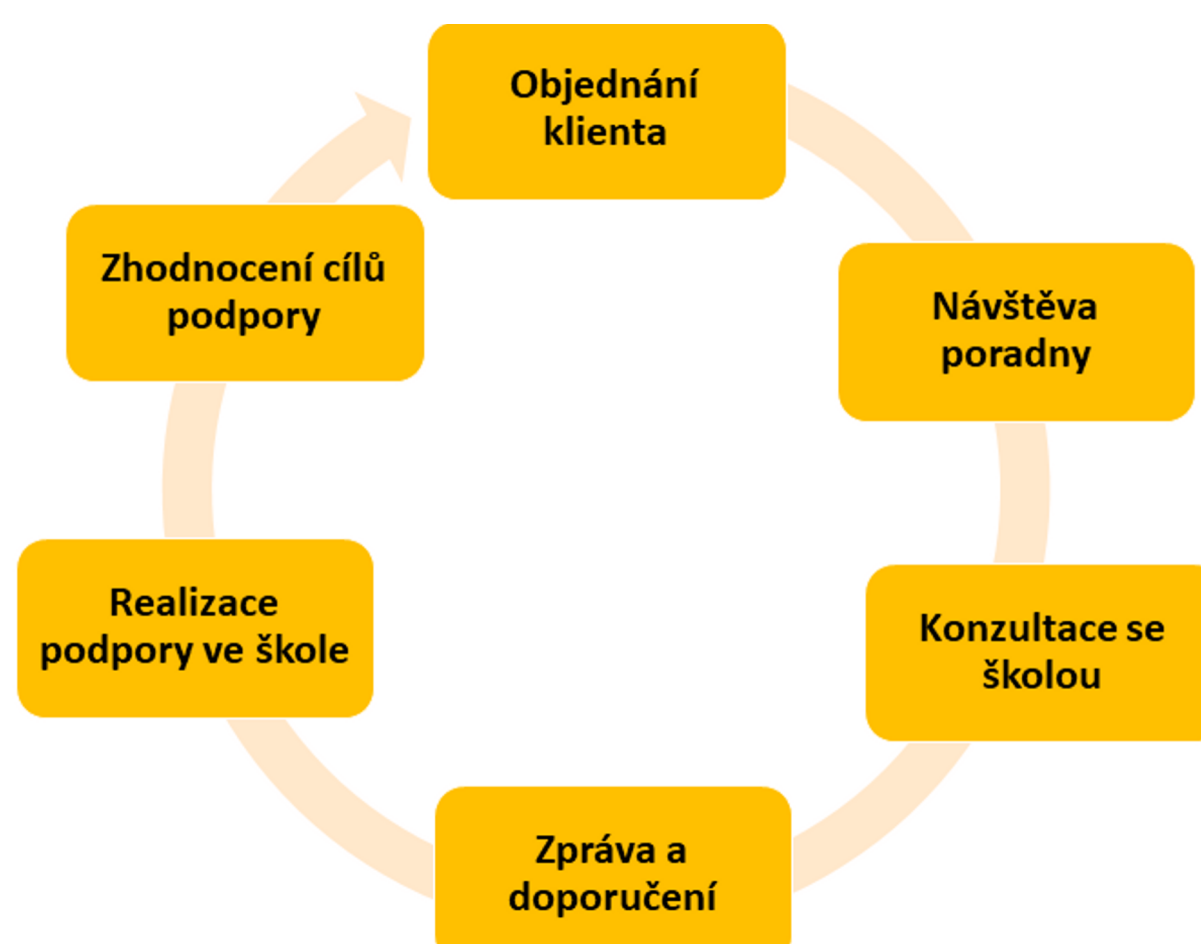 Objednání
klienta
Návštěva
poradny
Konzultace se
školou
Zpráva a
doporučení
Realizace
podpory ve škole
Zhodnocení cílů
podpory